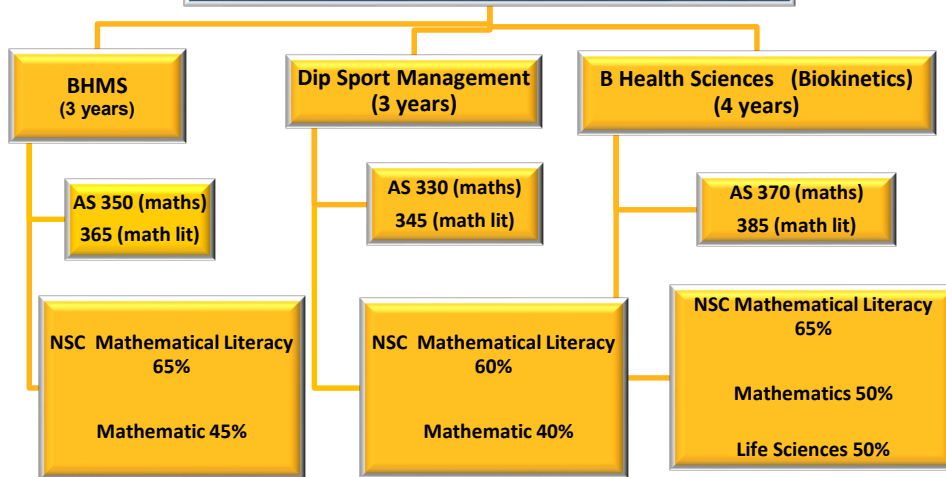 BHMS
(3 years)
AS 350 (maths)
365 (math lit)
NSC Mathematical Literacy
65%
Mathematic 45%
Dip Sport Management
(3 years)
AS 330 (maths)
345 (math lit)
NSC Mathematical Literacy
60%
Mathematic 40%
B Health Sciences (Biokinetics)
(4 years)
AS 370 (maths)
385 (math lit)
NSC Mathematical Literacy
65%
Mathematics 50%
Life Sciences 50%